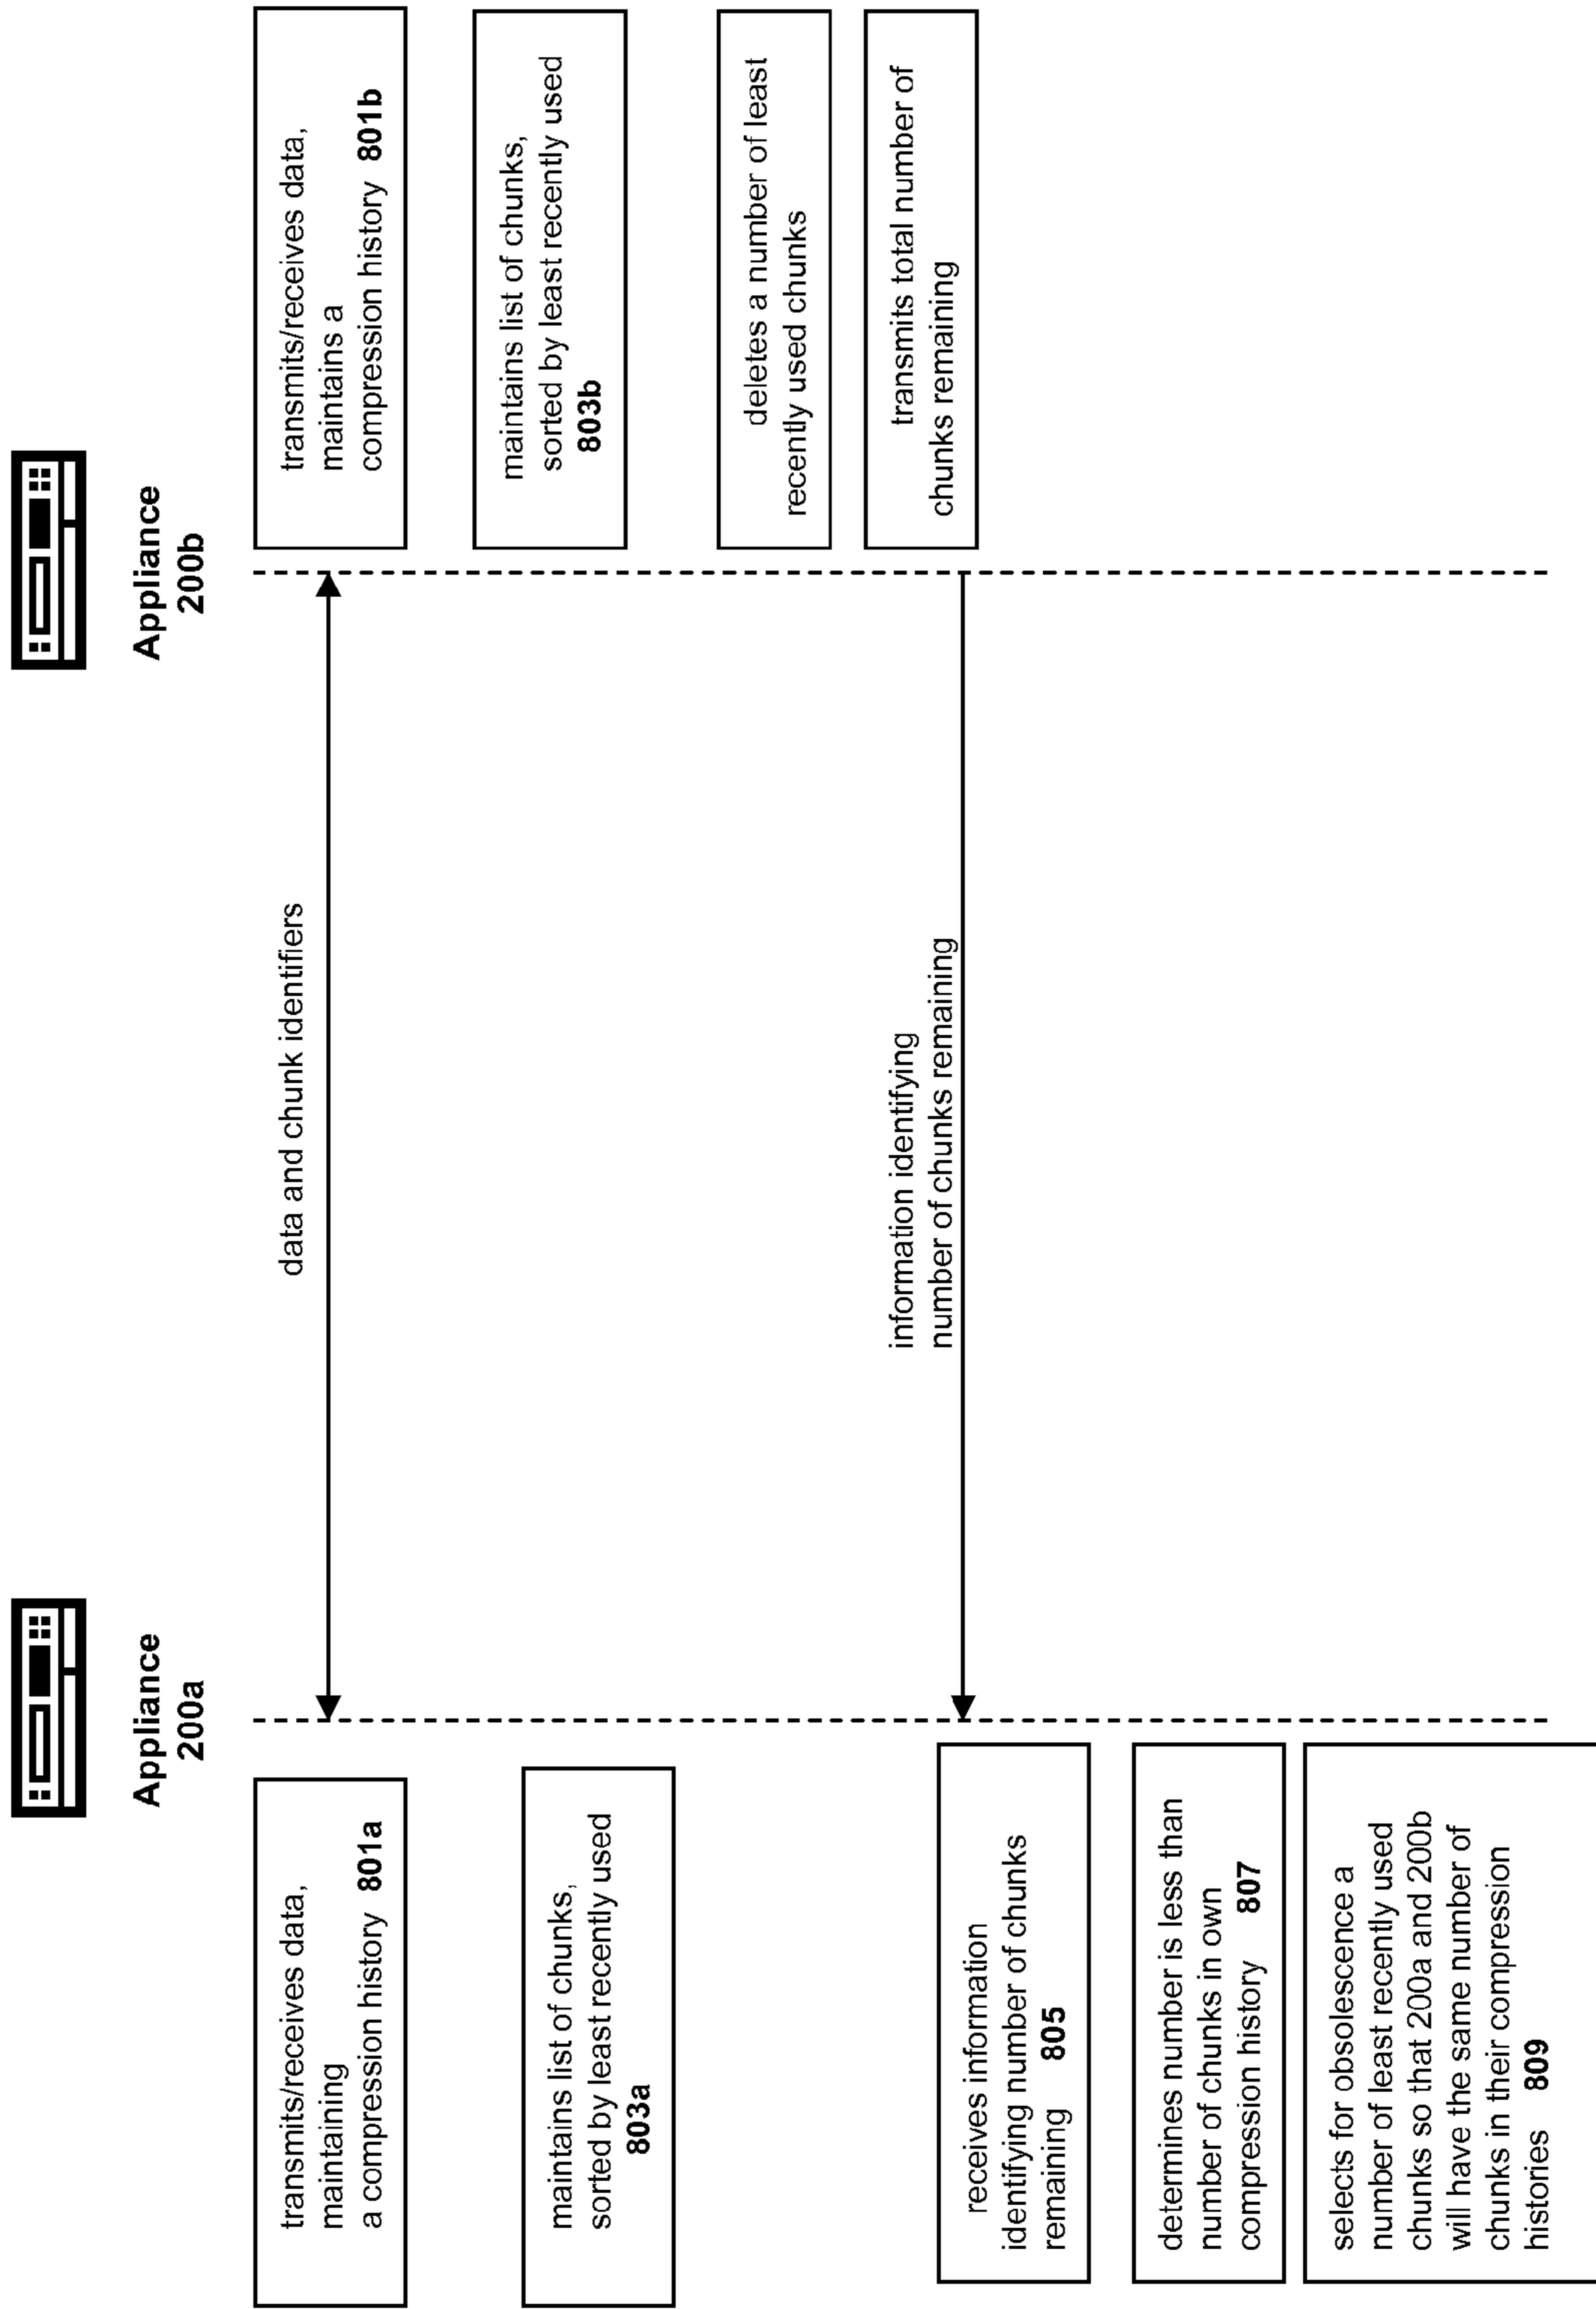 Appliance
200a
Appliance
200b
transmits/receives data,
maintaining
a compression history 801a
data and chunk identifiers
transmits/receives data,
maintains a
compression history 801b
maintains list of chunks,
sorted by least recently used
803a
maintains list of chunks,
sorted by least recently used
803b
deletes a number of least
recently used chunks
transmits total number of
chunks remaining
information identifying
number of chunks remaining
receives information
identifying number of chunks
remaining 805
determines number is less than
number of chunks in own
compression history 807
selects for obsolescence a
number of least recently used
chunks so that 200a and 200b
will have the same number of
chunks in their compression
histories 809